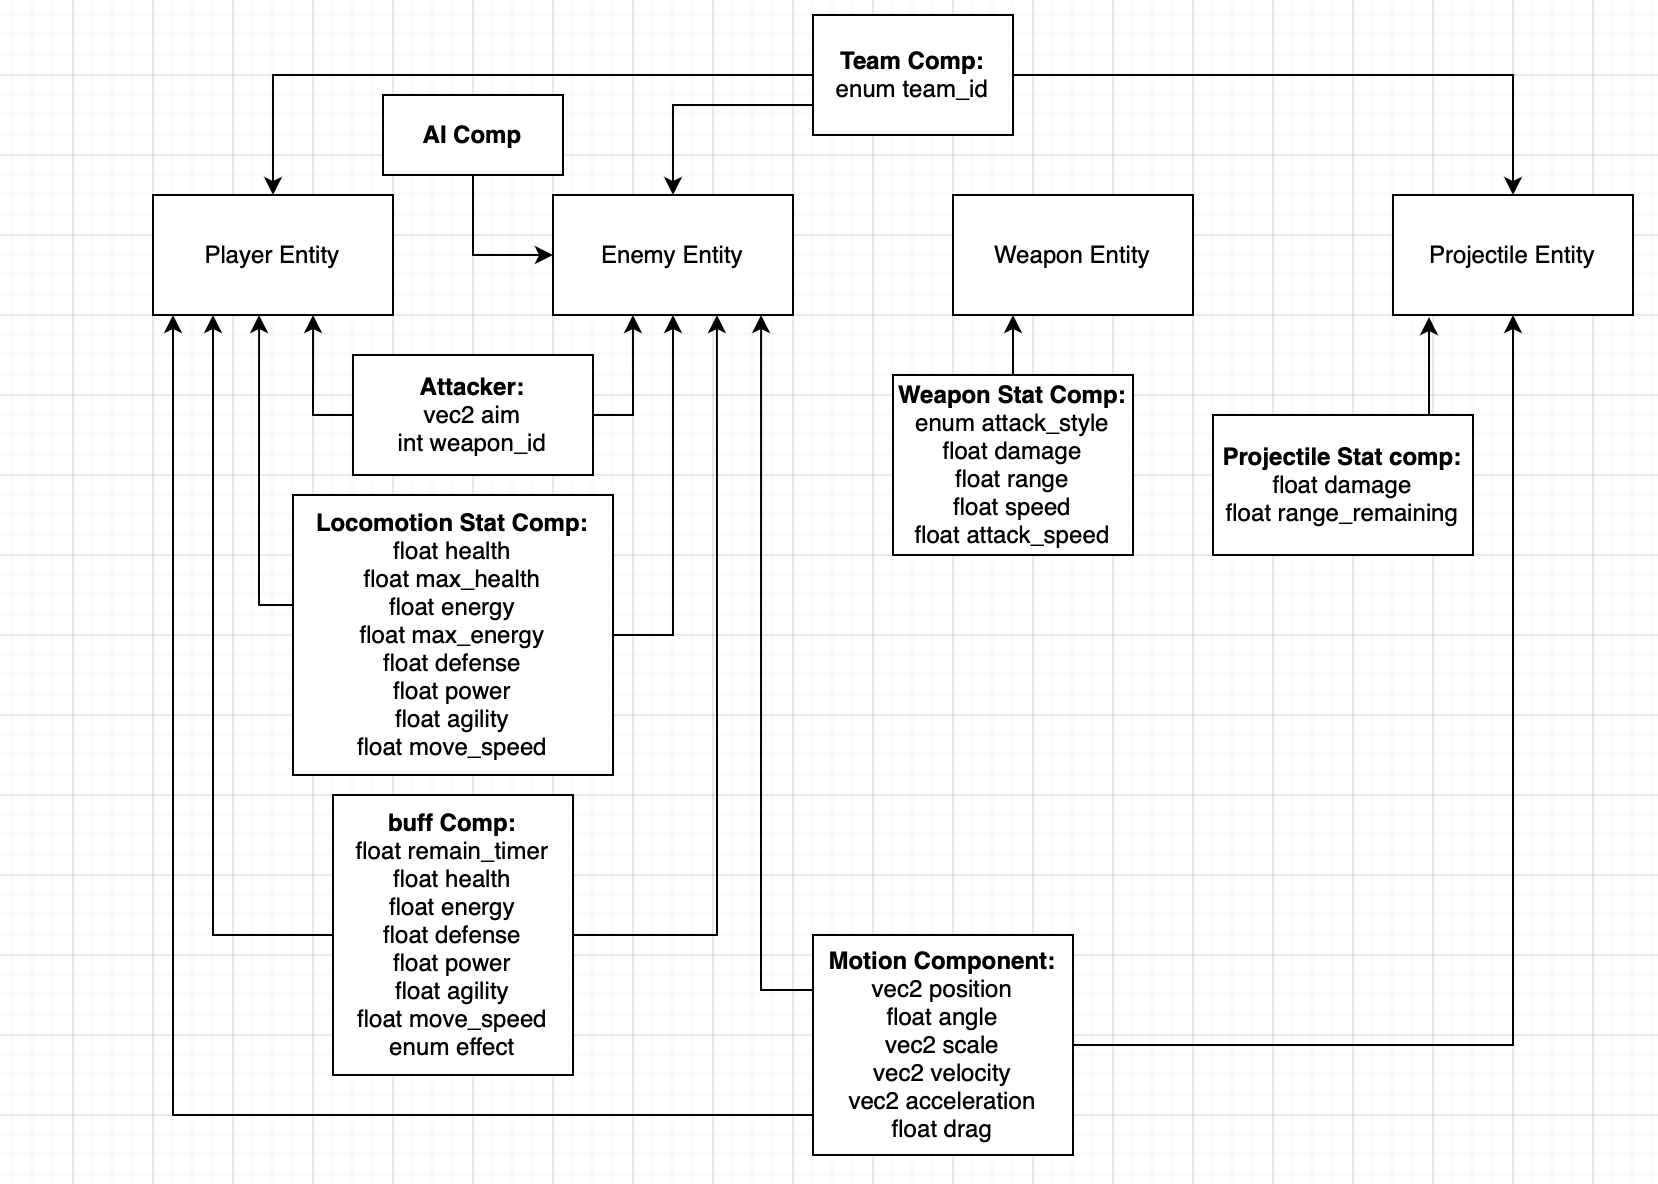 Team Comp:
enum team_id
AI Comp
Player Entity
Enemy Entity
Weapon Entity
Projectile Entity
Attacker:
vec2 aim
int weapon_id
Weapon Stat Comp:
enum attack_style
float damage
float range
float speed
float attack_speed
Projectile Stat comp:
float damage
float range_remaining
Locomotion Stat Comp:
float health
float max_health
float energy
float max_energy
float defense
float power
float agility
float move_speed
buff Comp:
float remain_timer
float health
float energy
float defense
float power
float agility
float move_speed
enum effect
Motion Component:
vec2 position
float angle
vec2 scale
vec2 velocity
vec2 acceleration
float drag